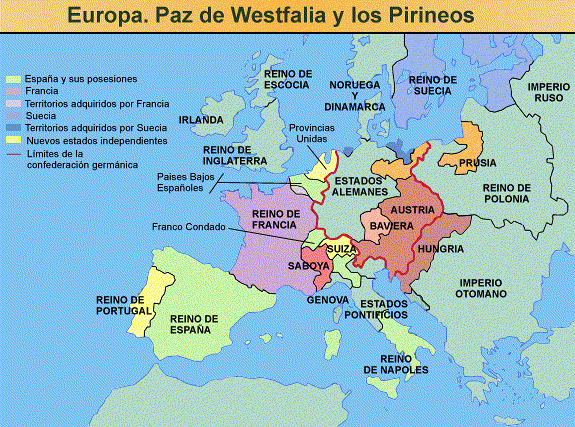 Europa. Paz de Westfalia y los Pirineos
España y sus posesiones
Francia
Territorios adquiridos por Francia
Suecia
Territorios adquiridos por Suecia
Nuevos estados independientes
Límites de la
confederación germánica
REINO DE
ESCOCIA
NORUEGA
Y
DINAMARCA
REINO DE
SUECIA
IMPERIO
RUSO
IRLANDA
REINO DE
INGLATERRA
Provincias
Unidas
PRUSIA
Paises Bajos
Españoles
ESTADOS
ALEMANES
REINO DE
POLONIA
REINO DE
FRANCIA
AUSTRIA
BAVIERA
Franco Condado
SUIZA
HUNGRIA
SABOYA
IMPERIO
OTOMANO
GENOVA
ESTADOS
PONTIFICIOS
REINO DE
PORTUGAL
REINO DE
ESPAÑA
REINO
DE NAPOLES